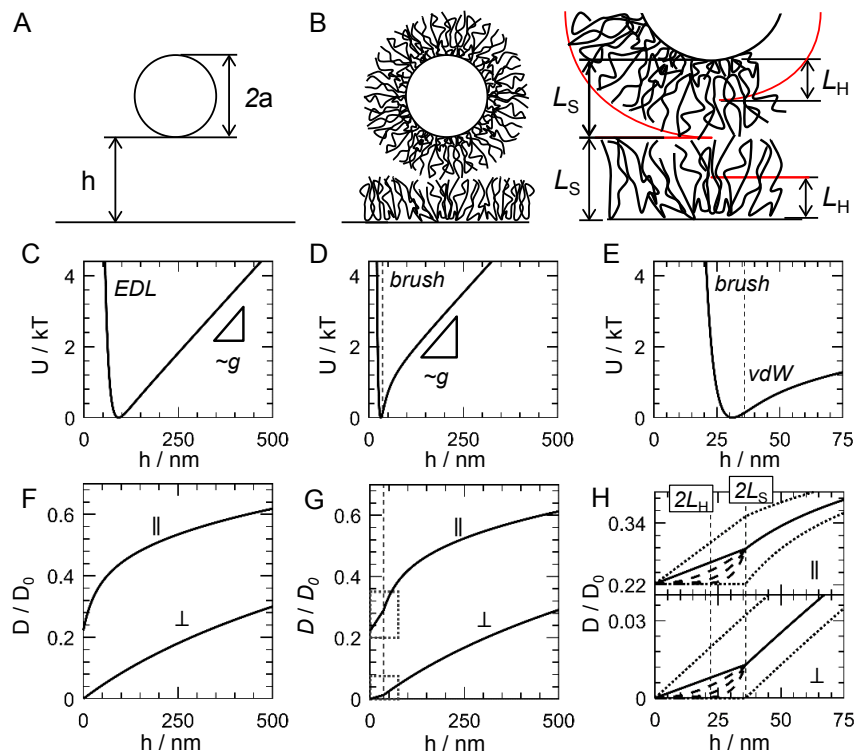 A
2a
h
B
L_S
L_S
L_H
L_H
C
EDL
~g
U / kT
4
2
0
0 250 500
h / nm
D
brush
~g
U / kT
4
2
0
0 250 500
h / nm
E
brush
vdW
U / kT
4
2
0
0 25 50 75
h / nm
F
∥
⊥
D / D₀
0.6
0.4
0.2
0
0 250 500
h / nm
G
∥
⊥
D / D₀
0.6
0.4
0.2
0
0 250 500
h / nm
H
2L_H
2L_S
0.34
0.22
∥
D / D₀
0.03
0
⊥
0 25 50 75
h / nm